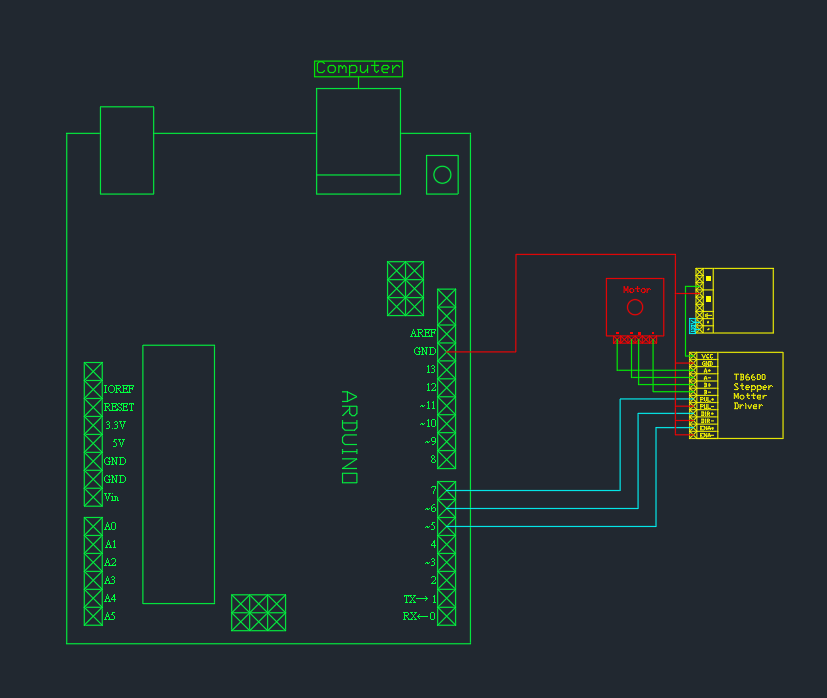 Computer
AREF
GND
13
12
~11
~10
~9
8
7
~6
~5
4
~3
2
TX→ 1
RX←0
IOREF
RESET
3.3V
5V
GND
GND
Vin
A0
A1
A2
A3
A4
A5
ARDUINO
Motor
VCC
GND
A+
A-
B+
B-
PUL+
PUL-
DIR+
DIR-
ENA+
ENA-
TB6600
Stepper
Motter
Driver